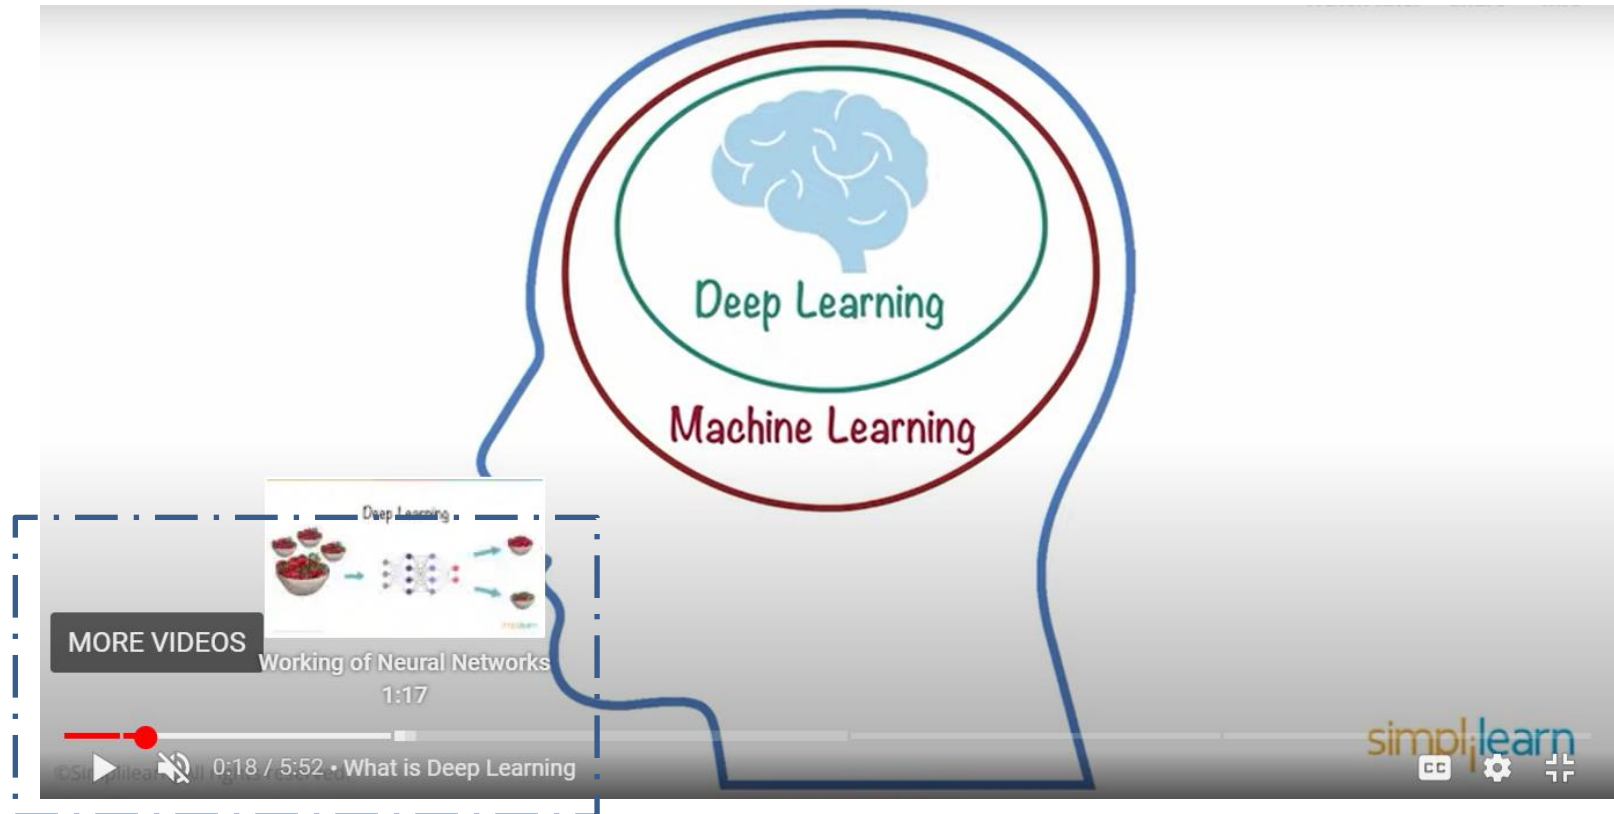 Deep Learning
Machine Learning
Deep Learning
MORE VIDEOS
Working of Neural Networks
1:17
simplilearn
0:18 / 5:52 • What is Deep Learning
CC